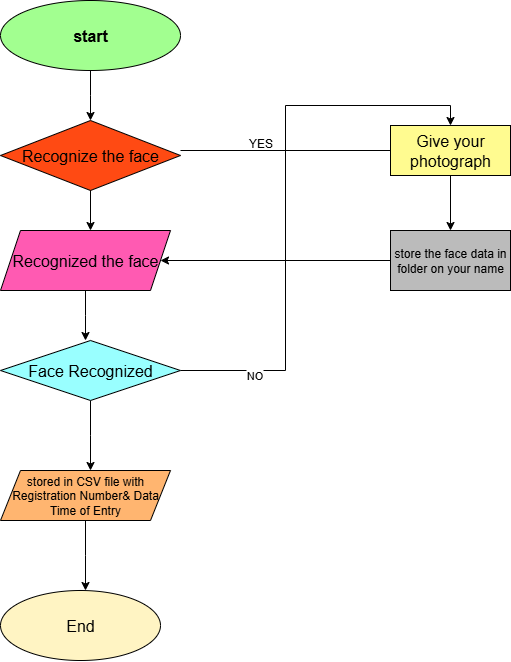 start
Recognize the face
YES
Give your
photograph
Recognized the face
store the face data in
folder on your name
Face Recognized
NO
stored in CSV file with
Registration Number& Data
Time of Entry
End